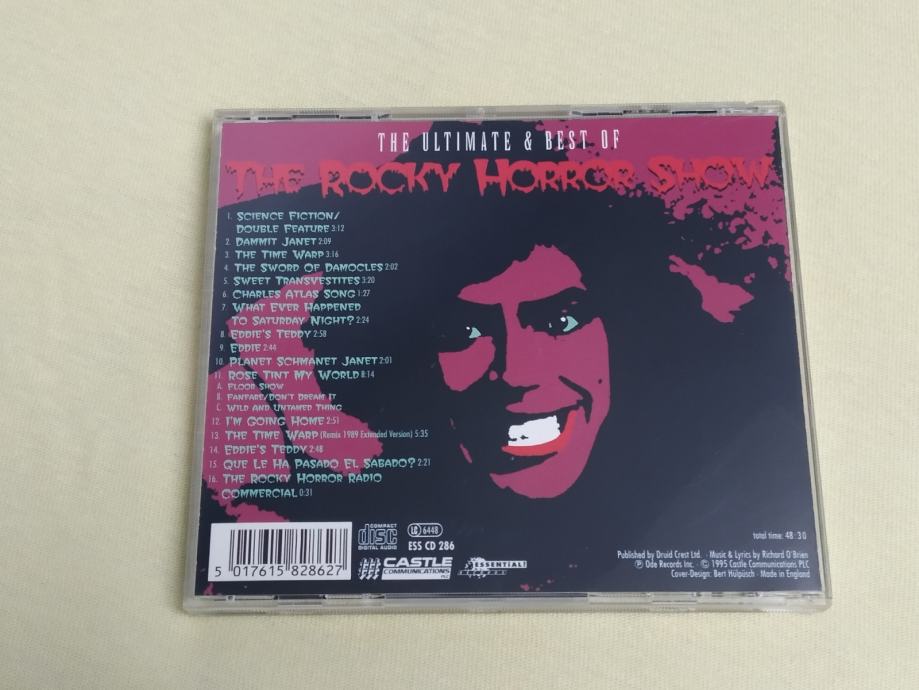 THE ULTIMATE & BEST OF
THE ROCKY HORROR SHOW
1. SCIENCE FICTION/
DOUBLE FEATURE 3:12
2. DAMMIT JANET 2:09
3. THE TIME WARP 3:16
4. THE SWORD OF DAMOCLES 2:02
5. SWEET TRANSVESTITES 3:20
6. CHARLES ATLAS SONG 1:27
7. WHAT EVER HAPPENED
TO SATURDAY NIGHT? 2:24
8. EDDIE'S TEDDY 2:58
9. EDDIE 2:44
10. PLANET SCHMANET JANET 2:01
11. ROSE TINT MY WORLD 8:14
A. FLOOR SHOW
B. FANFARE/DON'T DREAM IT
C. WILD AND UNTAMED THING
12. I'M GOING HOME 2:51
13. THE TIME WARP (Remix 1989 Extended Version) 5:35
14. EDDIE'S TEDDY 2:48
15. QUE LE HA PASADO EL SABADO? 2:21
16. THE ROCKY HORROR RADIO
COMMERCIAL 0:31
total time: 48:30
COMPACT
disc
DIGITAL AUDIO
LC 6448
ESS CD 286
5 017615 828627
CASTLE
COMMUNICATIONS
PLC
ESSENTIAL!
Published by Druid Crest Ltd. · Music & Lyrics by Richard O'Brien
℗ Ode Records Inc. · © 1995 Castle Communications PLC
Cover-Design: Bert Hülpüsch · Made in England